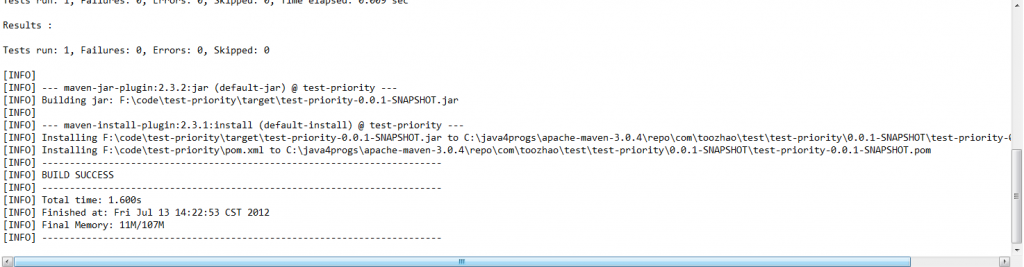 Tests run: 1, Failures: 0, Errors: 0, Skipped: 0, Time elapsed: 0.009 sec
Results :
Tests run: 1, Failures: 0, Errors: 0, Skipped: 0
[INFO]
[INFO] --- maven-jar-plugin:2.3.2:jar (default-jar) @ test-priority ---
[INFO] Building jar: F:\code\test-priority\target\test-priority-0.0.1-SNAPSHOT.jar
[INFO]
[INFO] --- maven-install-plugin:2.3.1:install (default-install) @ test-priority ---
[INFO] Installing F:\code\test-priority\target\test-priority-0.0.1-SNAPSHOT.jar to C:\java4progs\apache-maven-3.0.4\repo\com\toozhao\test\test-priority\0.0.1-SNAPSHOT\test-priority-0
[INFO] Installing F:\code\test-priority\pom.xml to C:\java4progs\apache-maven-3.0.4\repo\com\toozhao\test\test-priority\0.0.1-SNAPSHOT\test-priority-0.0.1-SNAPSHOT.pom
[INFO] ------------------------------------------------------------------------
[INFO] BUILD SUCCESS
[INFO] ------------------------------------------------------------------------
[INFO] Total time: 1.600s
[INFO] Finished at: Fri Jul 13 14:22:53 CST 2012
[INFO] Final Memory: 11M/107M
[INFO] ------------------------------------------------------------------------